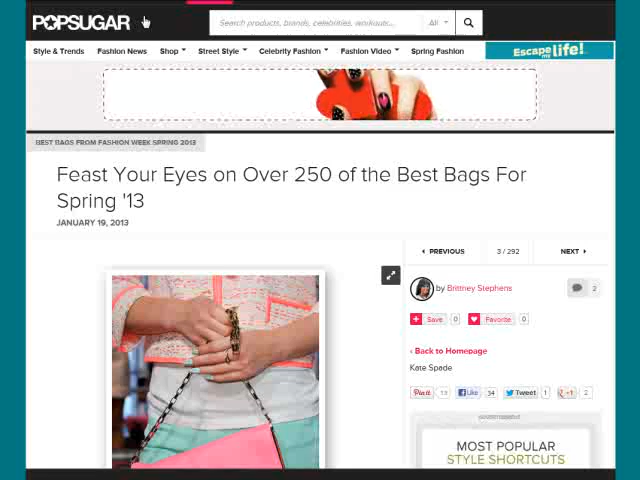 POPSUGAR
Search products, brands, celebrities, workouts...
All
Style & Trends Fashion News Shop Street Style Celebrity Fashion Fashion Video Spring Fashion
Escape my life!
BEST BAGS FROM FASHION WEEK SPRING 2013
Feast Your Eyes on Over 250 of the Best Bags For
Spring '13
JANUARY 19, 2013
PREVIOUS 3 / 292 NEXT
by Britney Stephens 2
Save 0 Favorite 0
‹ Back to Homepage
Kate Spade
Pin it 13 Like 34 Tweet 1 +1 2
ADVERTISEMENT
MOST POPULAR
STYLE SHORTCUTS